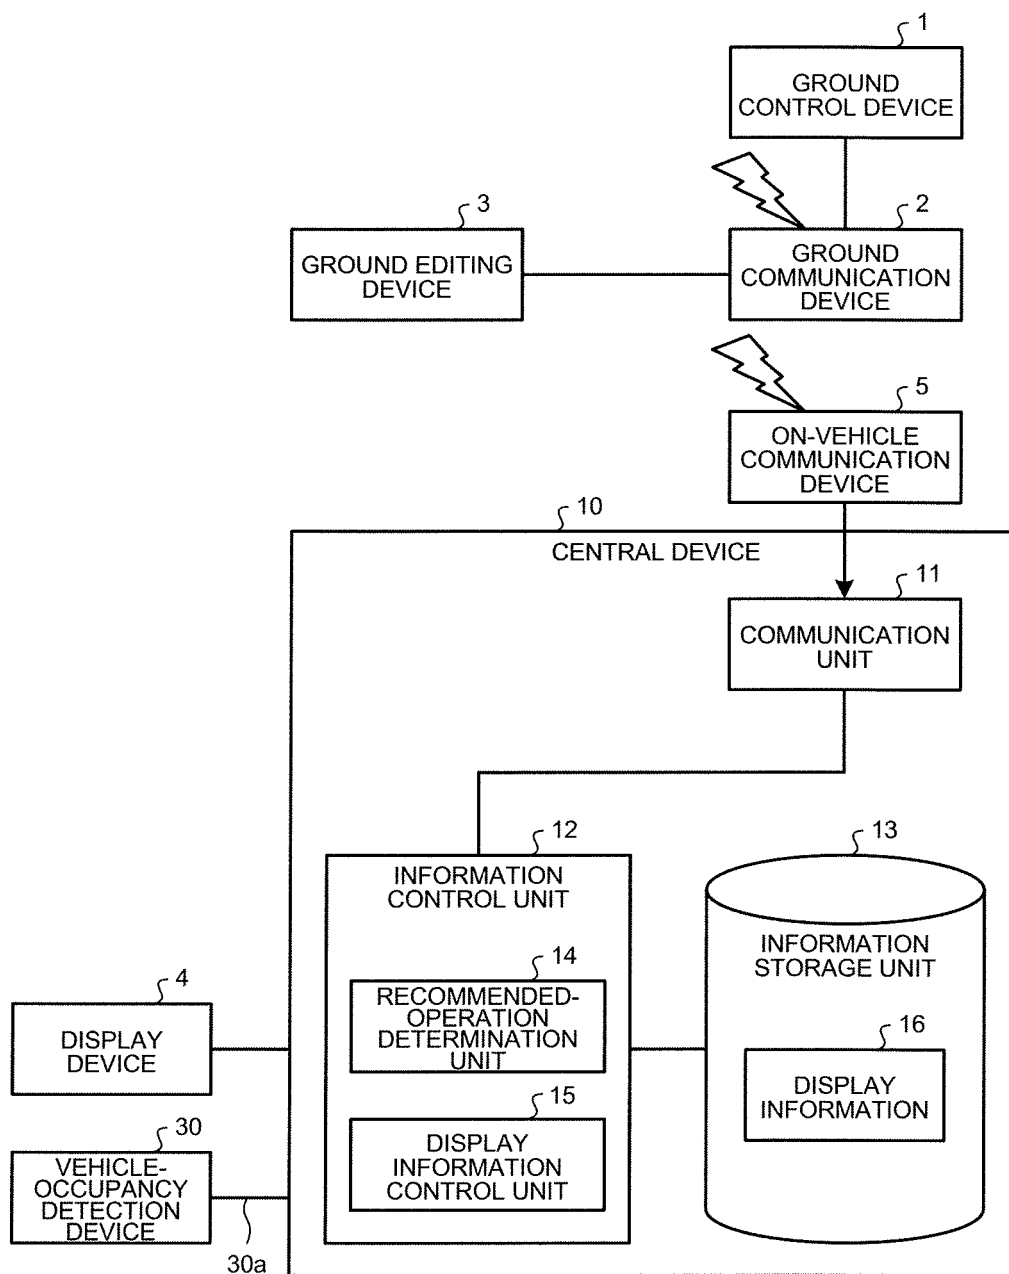 1
GROUND
CONTROL DEVICE
3
GROUND EDITING
DEVICE
2
GROUND
COMMUNICATION
DEVICE
5
ON-VEHICLE
COMMUNICATION
DEVICE
10
CENTRAL DEVICE
11
COMMUNICATION
UNIT
12
INFORMATION
CONTROL UNIT
13
INFORMATION
STORAGE UNIT
14
RECOMMENDED-
OPERATION
DETERMINATION
UNIT
4
DISPLAY
DEVICE
16
DISPLAY
INFORMATION
15
DISPLAY
INFORMATION
CONTROL UNIT
30
VEHICLE-
OCCUPANCY
DETECTION
DEVICE
30a